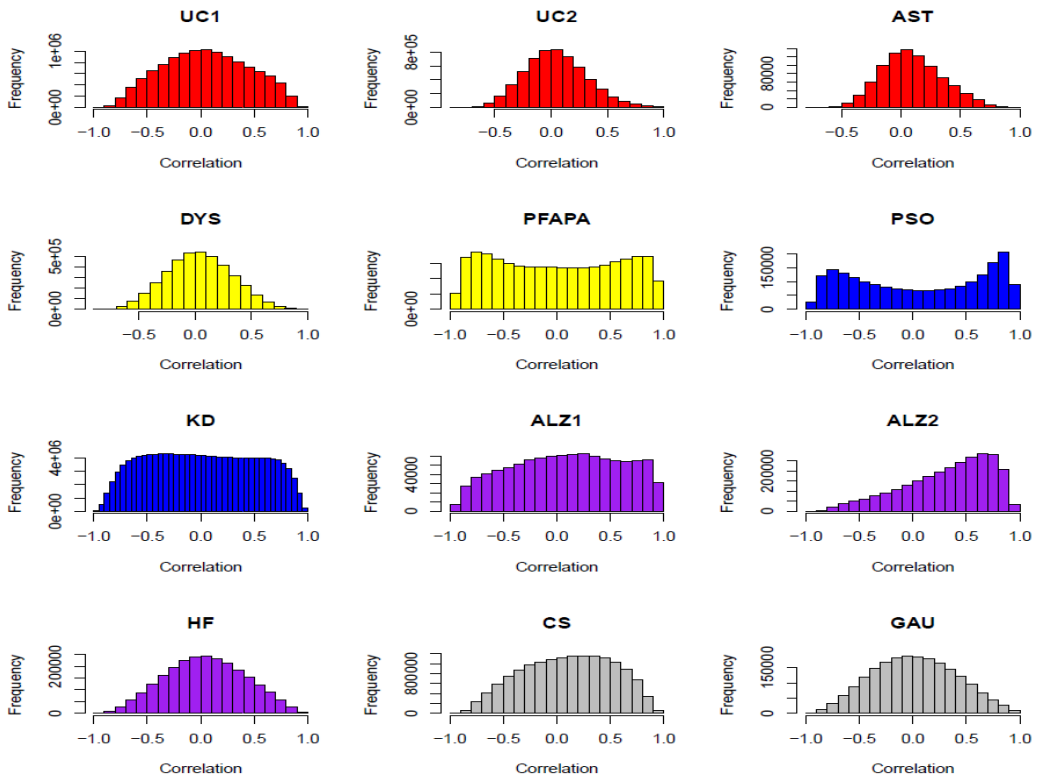 UC1
Frequency
0e+00 1e+06
−1.0 −0.5 0.0 0.5 1.0
Correlation
UC2
Frequency
0e+00 8e+05
−0.5 0.0 0.5 1.0
Correlation
AST
Frequency
0 80000
−0.5 0.0 0.5 1.0
Correlation
DYS
Frequency
0e+00 5e+05
−0.5 0.0 0.5 1.0
Correlation
PFAPA
Frequency
0e+00
−1.0 −0.5 0.0 0.5 1.0
Correlation
PSO
Frequency
0 150000
−1.0 −0.5 0.0 0.5 1.0
Correlation
KD
Frequency
0e+00 4e+06
−1.0 −0.5 0.0 0.5 1.0
Correlation
ALZ1
Frequency
0 40000
−1.0 −0.5 0.0 0.5 1.0
Correlation
ALZ2
Frequency
0 200000
−1.0 −0.5 0.0 0.5 1.0
Correlation
HF
Frequency
0 200000
−1.0 −0.5 0.0 0.5 1.0
Correlation
CS
Frequency
0 800000
−1.0 −0.5 0.0 0.5 1.0
Correlation
GAU
Frequency
0 150000
−1.0 −0.5 0.0 0.5 1.0
Correlation